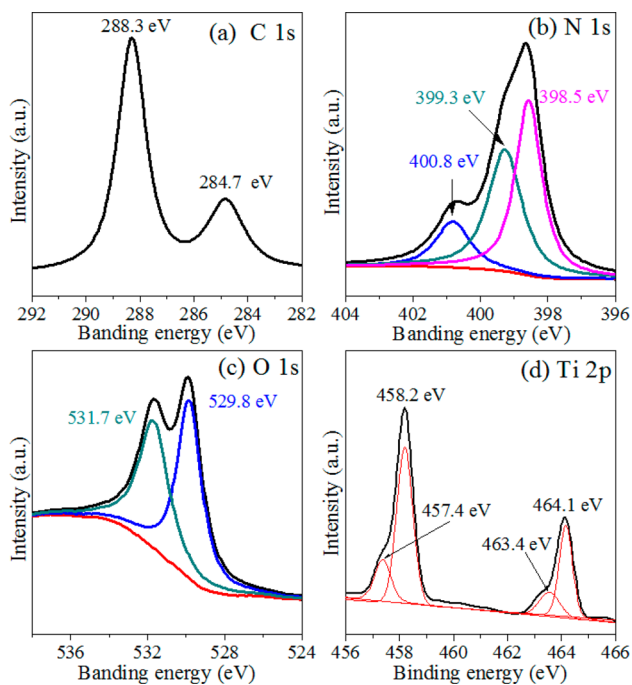 288.3 eV
(a) C 1s
284.7 eV
Intensity (a.u.)
292 290 288 286 284 282
Banding energy (eV)
(b) N 1s
399.3 eV
398.5 eV
400.8 eV
Intensity (a.u.)
404 402 400 398 396
Banding energy (eV)
(c) O 1s
531.7 eV
529.8 eV
Intensity (a.u.)
536 532 528 524
Banding energy (eV)
(d) Ti 2p
458.2 eV
457.4 eV
464.1 eV
463.4 eV
Intensity (a.u.)
456 458 460 462 464 466
Binding energy (eV)